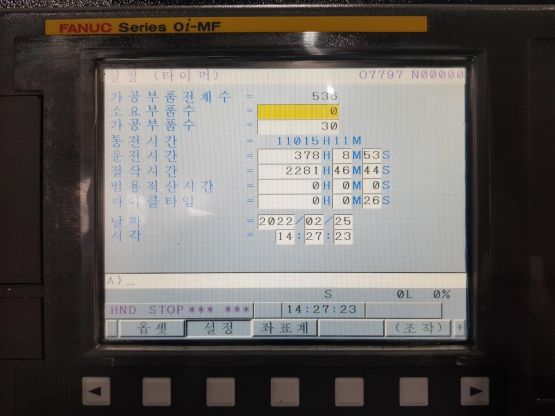 FANUC Series 0i-MF
설정 (타이머) O7797 N00000
가공부품전체수 = 536
소요부품수 = 0
가공부품수 = 30
통전시간 = 11015H11M
운전시간 = 378H 8M53S
절삭시간 = 2281H46M44S
범용적산시간 = 0H 0M 0S
싸이클타임 = 0H 0M26S
날짜 = 2022/02/25
시각 = 14:27:23
A)_
S 0L 0%
HND STOP *** *** 14:27:23
옵셋 설정 좌표계 (조작) +